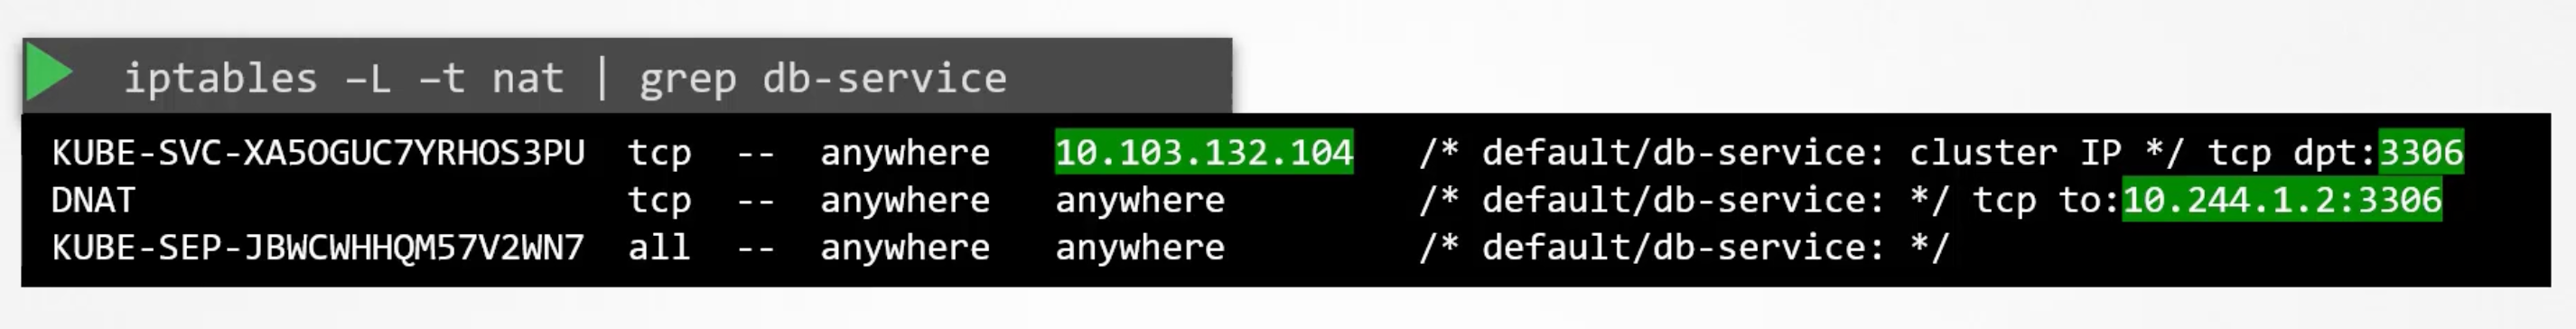 iptables –L –t nat | grep db-service
KUBE-SVC-XA5OGUC7YRHOS3PU tcp -- anywhere 10.103.132.104 /* default/db-service: cluster IP */ tcp dpt:3306
DNAT tcp -- anywhere anywhere /* default/db-service: */ tcp to:10.244.1.2:3306
KUBE-SEP-JBWCWHHQM57V2WN7 all -- anywhere anywhere /* default/db-service: */